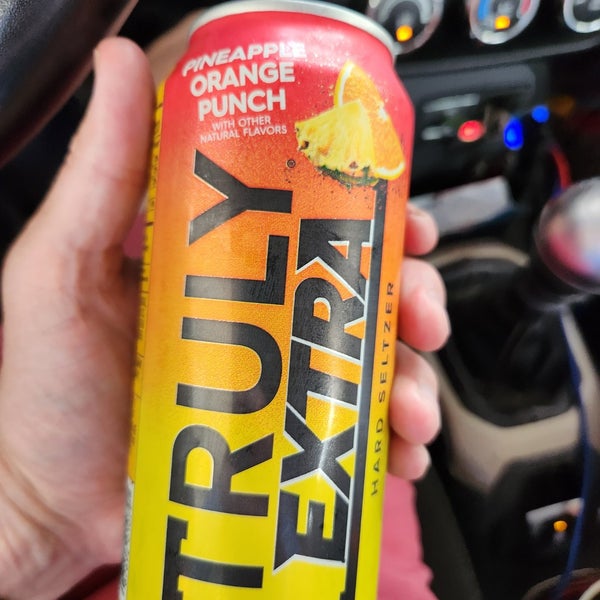 PINEAPPLE
ORANGE
PUNCH
WITH OTHER
NATURAL FLAVORS
TRULY
®
EXTRA
HARD SELTZER